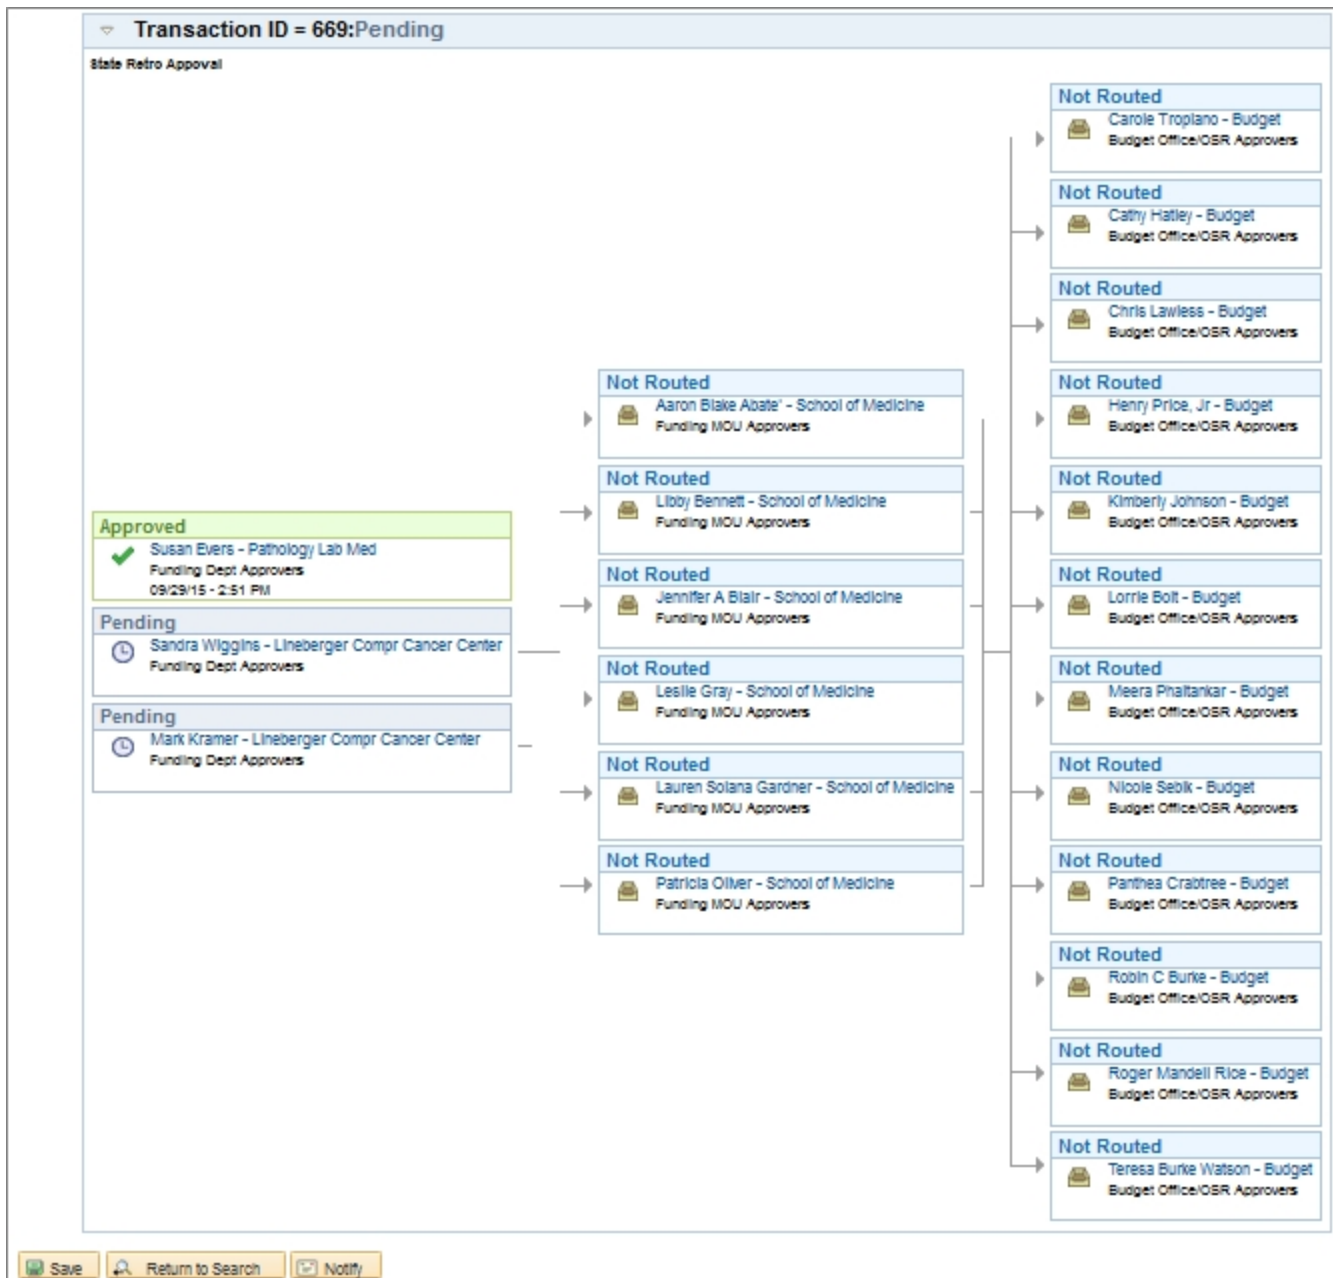 Transaction ID = 669:Pending
State Retro Appoval
Approved
Susan Evers - Pathology Lab Med
Funding Dept Approvers
09/29/15 - 2:51 PM
Pending
Sandra Wiggins - Lineberger Compr Cancer Center
Funding Dept Approvers
Pending
Mark Kramer - Lineberger Compr Cancer Center
Funding Dept Approvers
Not Routed
Aaron Blake Abate' - School of Medicine
Funding MOU Approvers
Not Routed
Libby Bennett - School of Medicine
Funding MOU Approvers
Not Routed
Jennifer A Blair - School of Medicine
Funding MOU Approvers
Not Routed
Leslie Gray - School of Medicine
Funding MOU Approvers
Not Routed
Lauren Solana Gardner - School of Medicine
Funding MOU Approvers
Not Routed
Patricia Oliver - School of Medicine
Funding MOU Approvers
Not Routed
Carole Tropiano - Budget
Budget Office/OSR Approvers
Not Routed
Cathy Hatley - Budget
Budget Office/OSR Approvers
Not Routed
Chris Lawless - Budget
Budget Office/OSR Approvers
Not Routed
Henry Price, Jr - Budget
Budget Office/OSR Approvers
Not Routed
Kimberly Johnson - Budget
Budget Office/OSR Approvers
Not Routed
Lorrie Bolt - Budget
Budget Office/OSR Approvers
Not Routed
Meera Phaltankar - Budget
Budget Office/OSR Approvers
Not Routed
Nicole Sebik - Budget
Budget Office/OSR Approvers
Not Routed
Panthea Crabtree - Budget
Budget Office/OSR Approvers
Not Routed
Robin C Burke - Budget
Budget Office/OSR Approvers
Not Routed
Roger Mandell Rice - Budget
Budget Office/OSR Approvers
Not Routed
Teresa Burke Watson - Budget
Budget Office/OSR Approvers
Save
Return to Search
Notify